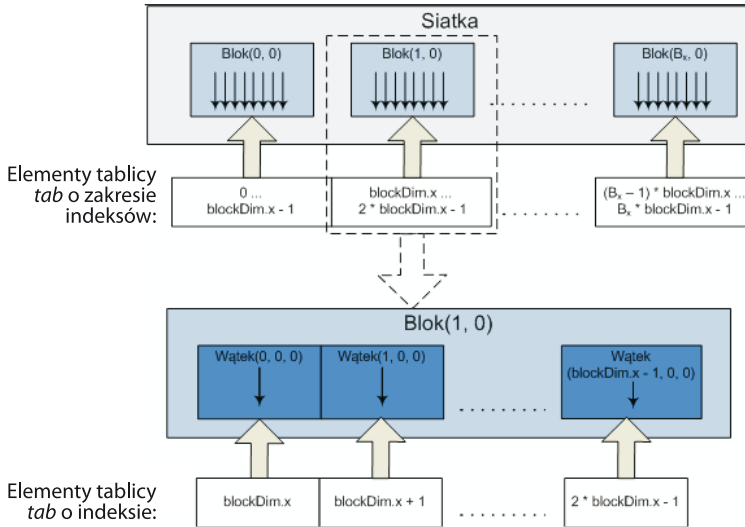 Siatka
Blok(0, 0)
Blok(1, 0)
Blok(Bₓ, 0)
Elementy tablicy
tab o zakresie
indeksów:
0 ...
blockDim.x - 1
blockDim.x ...
2 * blockDim.x - 1
(Bₓ – 1) * blockDim.x ...
Bₓ * blockDim.x - 1
Blok(1, 0)
Wątek(0, 0, 0)
Wątek(1, 0, 0)
Wątek
(blockDim.x - 1, 0, 0)
Elementy tablicy
tab o indeksie:
blockDim.x
blockDim.x + 1
2 * blockDim.x - 1